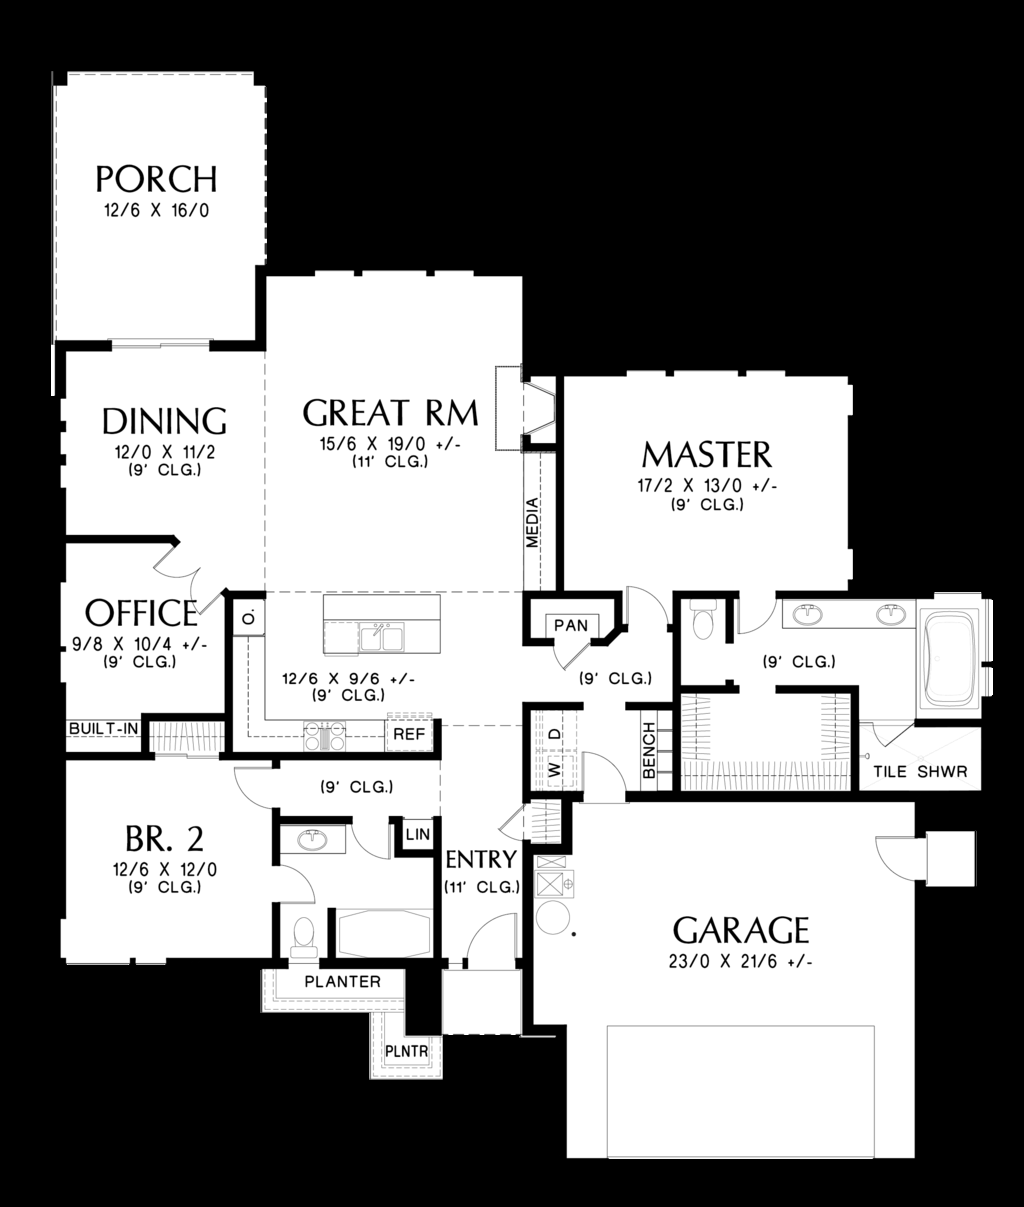 PORCH
12/6 X 16/0
GREAT RM
15/6 X 19/0 +/-
(11' CLG.)
DINING
12/0 X 11/2
(9' CLG.)
MASTER
17/2 X 13/0 +/-
(9' CLG.)
MEDIA
OFFICE
9/8 X 10/4 +/-
(9' CLG.)
PAN
12/6 X 9/6 +/-
(9' CLG.)
(9' CLG.)
(9' CLG.)
BUILT-IN
REF
D
W
BENCH
TILE SHWR
(9' CLG.)
BR. 2
12/6 X 12/0
(9' CLG.)
LIN
ENTRY
(11' CLG.)
GARAGE
23/0 X 21/6 +/-
PLANTER
PLNTR